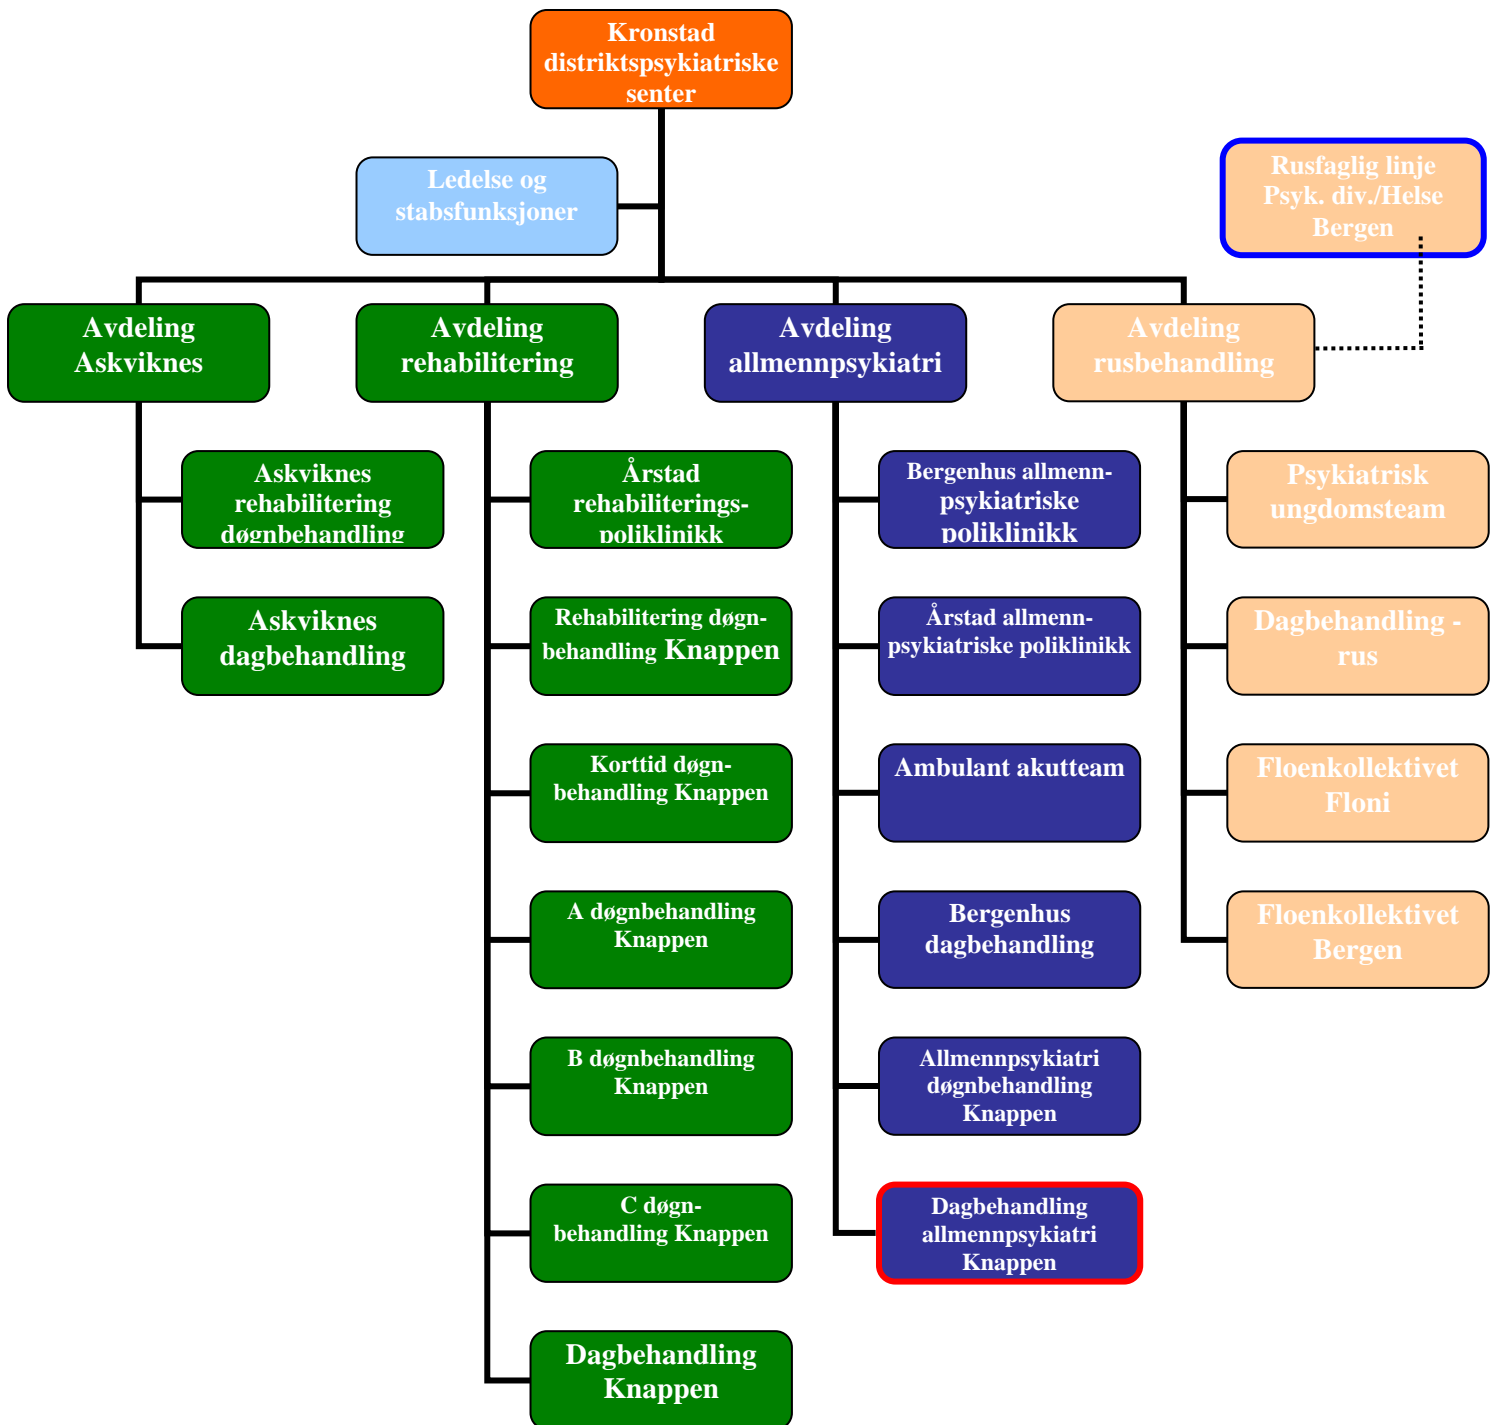 Kronstad
distriktspsykiatriske
senter
Ledelse og
stabsfunksjoner
Rusfaglig linje
Psyk. div./Helse
Bergen
Avdeling
Askviknes
Avdeling
rehabilitering
Avdeling
allmennpsykiatri
Avdeling
rusbehandling
Askviknes
rehabilitering
døgnbehandling
Askviknes
dagbehandling
Årstad
rehabiliterings-
poliklinikk
Rehabilitering døgn-
behandling Knappen
Korttid døgn-
behandling Knappen
A døgnbehandling
Knappen
B døgnbehandling
Knappen
C døgn-
behandling Knappen
Dagbehandling
Knappen
Bergenhus allmenn-
psykiatriske
poliklinikk
Årstad allmenn-
psykiatriske poliklinikk
Ambulant akutteam
Bergenhus
dagbehandling
Allmennpsykiatri
døgnbehandling
Knappen
Dagbehandling
allmennpsykiatri
Knappen
Psykiatrisk
ungdomsteam
Dagbehandling -
rus
Floenkollektivet
Floni
Floenkollektivet
Bergen